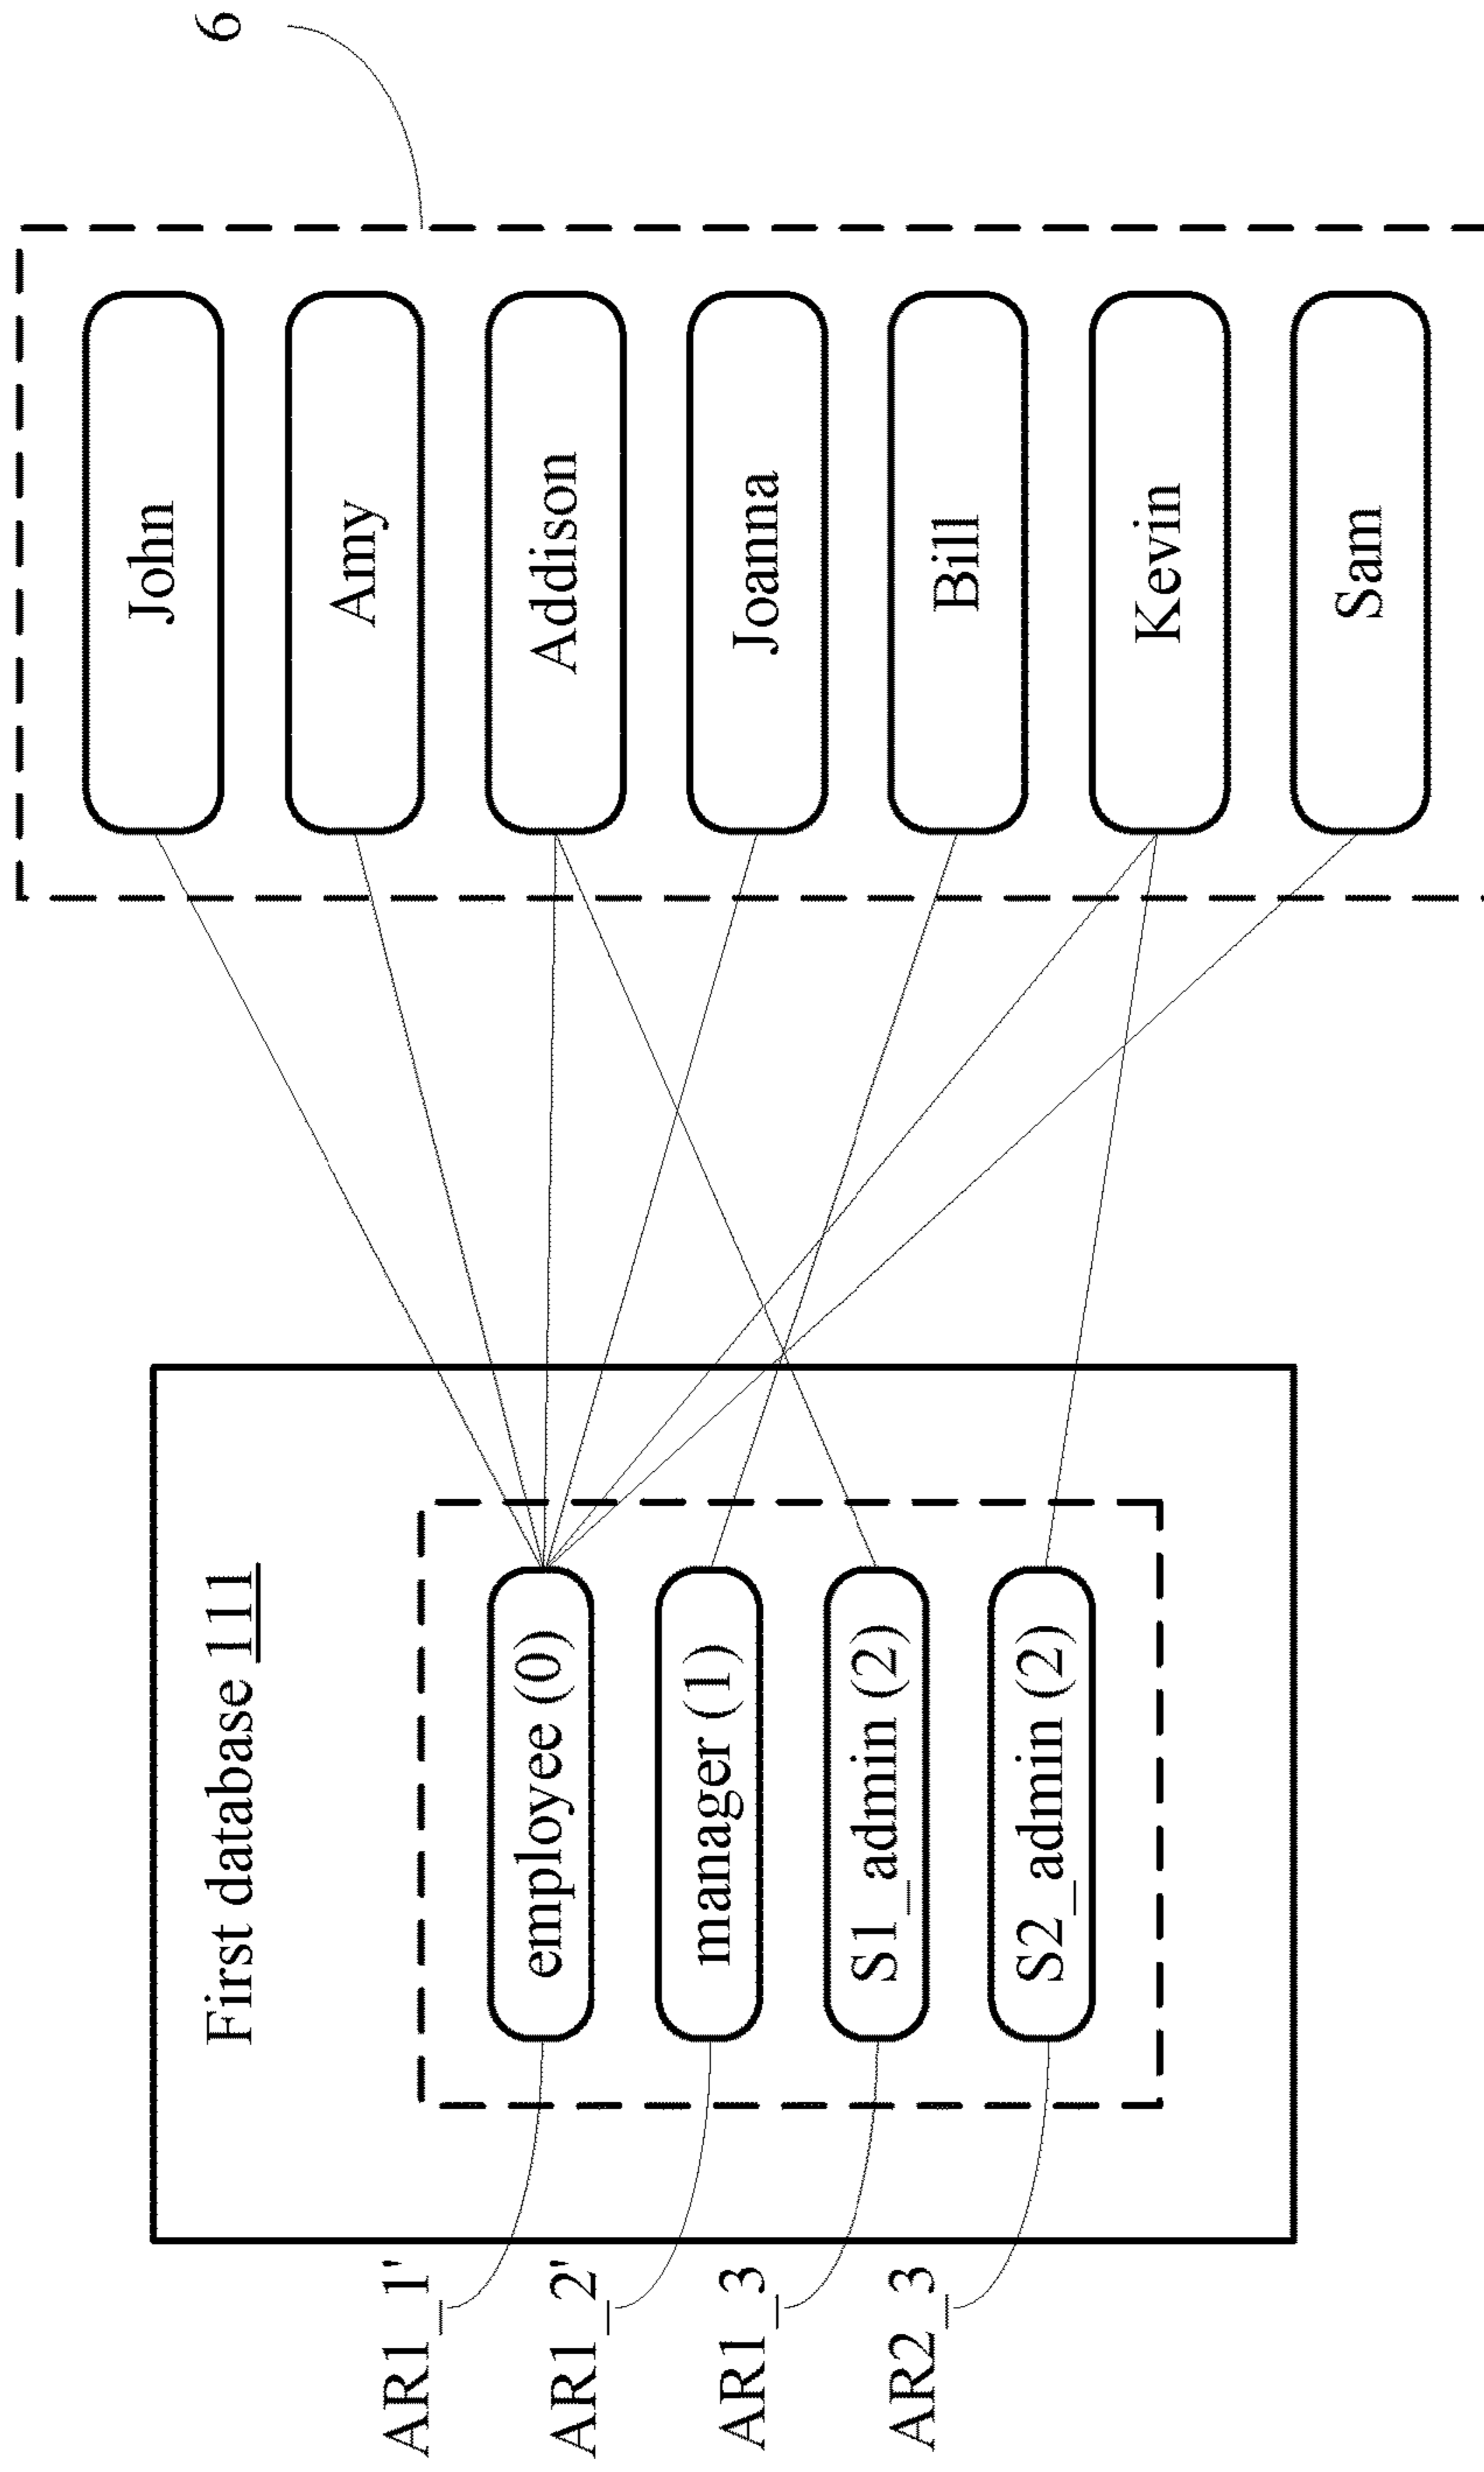 First database 111
AR1_1'
employee (0)
AR1_2'
manager (1)
AR1_3
S1_admin (2)
AR2_3
S2_admin (2)
6
John
Amy
Addison
Joanna
Bill
Kevin
Sam